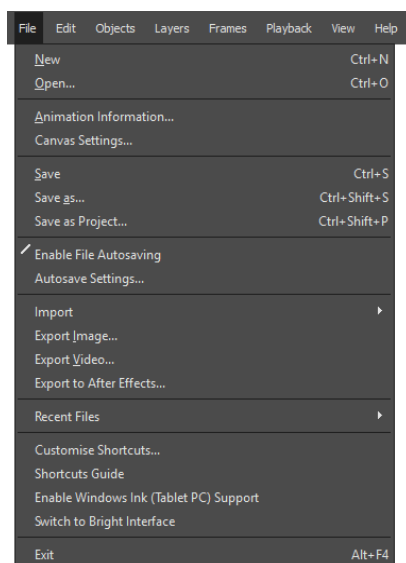 File Edit Objects Layers Frames Playback View Help
New Ctrl+N
Open... Ctrl+O
Animation Information...
Canvas Settings...
Save Ctrl+S
Save as... Ctrl+Shift+S
Save as Project... Ctrl+Shift+P
Enable File Autosaving
Autosave Settings...
Import
Export Image...
Export Video...
Export to After Effects...
Recent Files
Customise Shortcuts...
Shortcuts Guide
Enable Windows Ink (Tablet PC) Support
Switch to Bright Interface
Exit Alt+F4